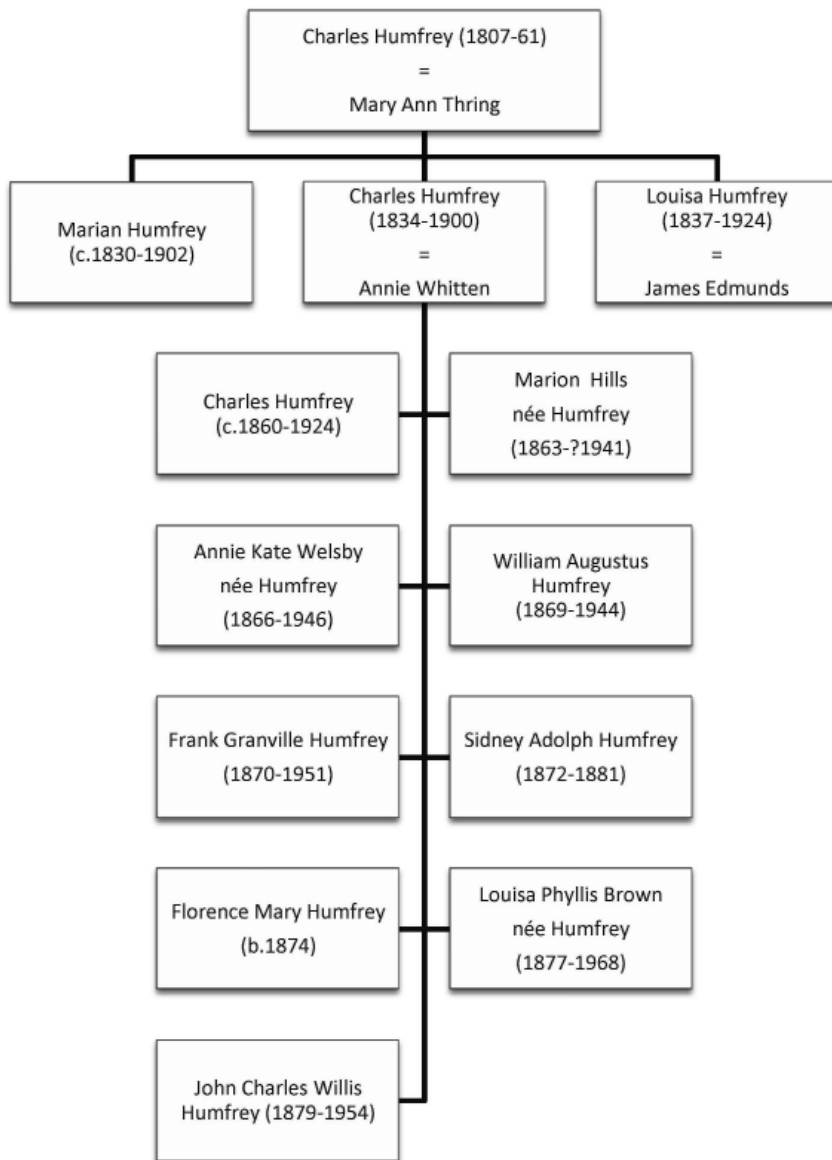 Charles Humfrey (1807-61)
=
Mary Ann Thring
Marian Humfrey
(c.1830-1902)
Charles Humfrey
(1834-1900)
=
Annie Whitten
Louisa Humfrey
(1837-1924)
=
James Edmunds
Charles Humfrey
(c.1860-1924)
Marion Hills
née Humfrey
(1863-?1941)
Annie Kate Welsby
née Humfrey
(1866-1946)
William Augustus
Humfrey
(1869-1944)
Frank Granville Humfrey
(1870-1951)
Sidney Adolph Humfrey
(1872-1881)
Florence Mary Humfrey
(b.1874)
Louisa Phyllis Brown
née Humfrey
(1877-1968)
John Charles Willis
Humfrey (1879-1954)